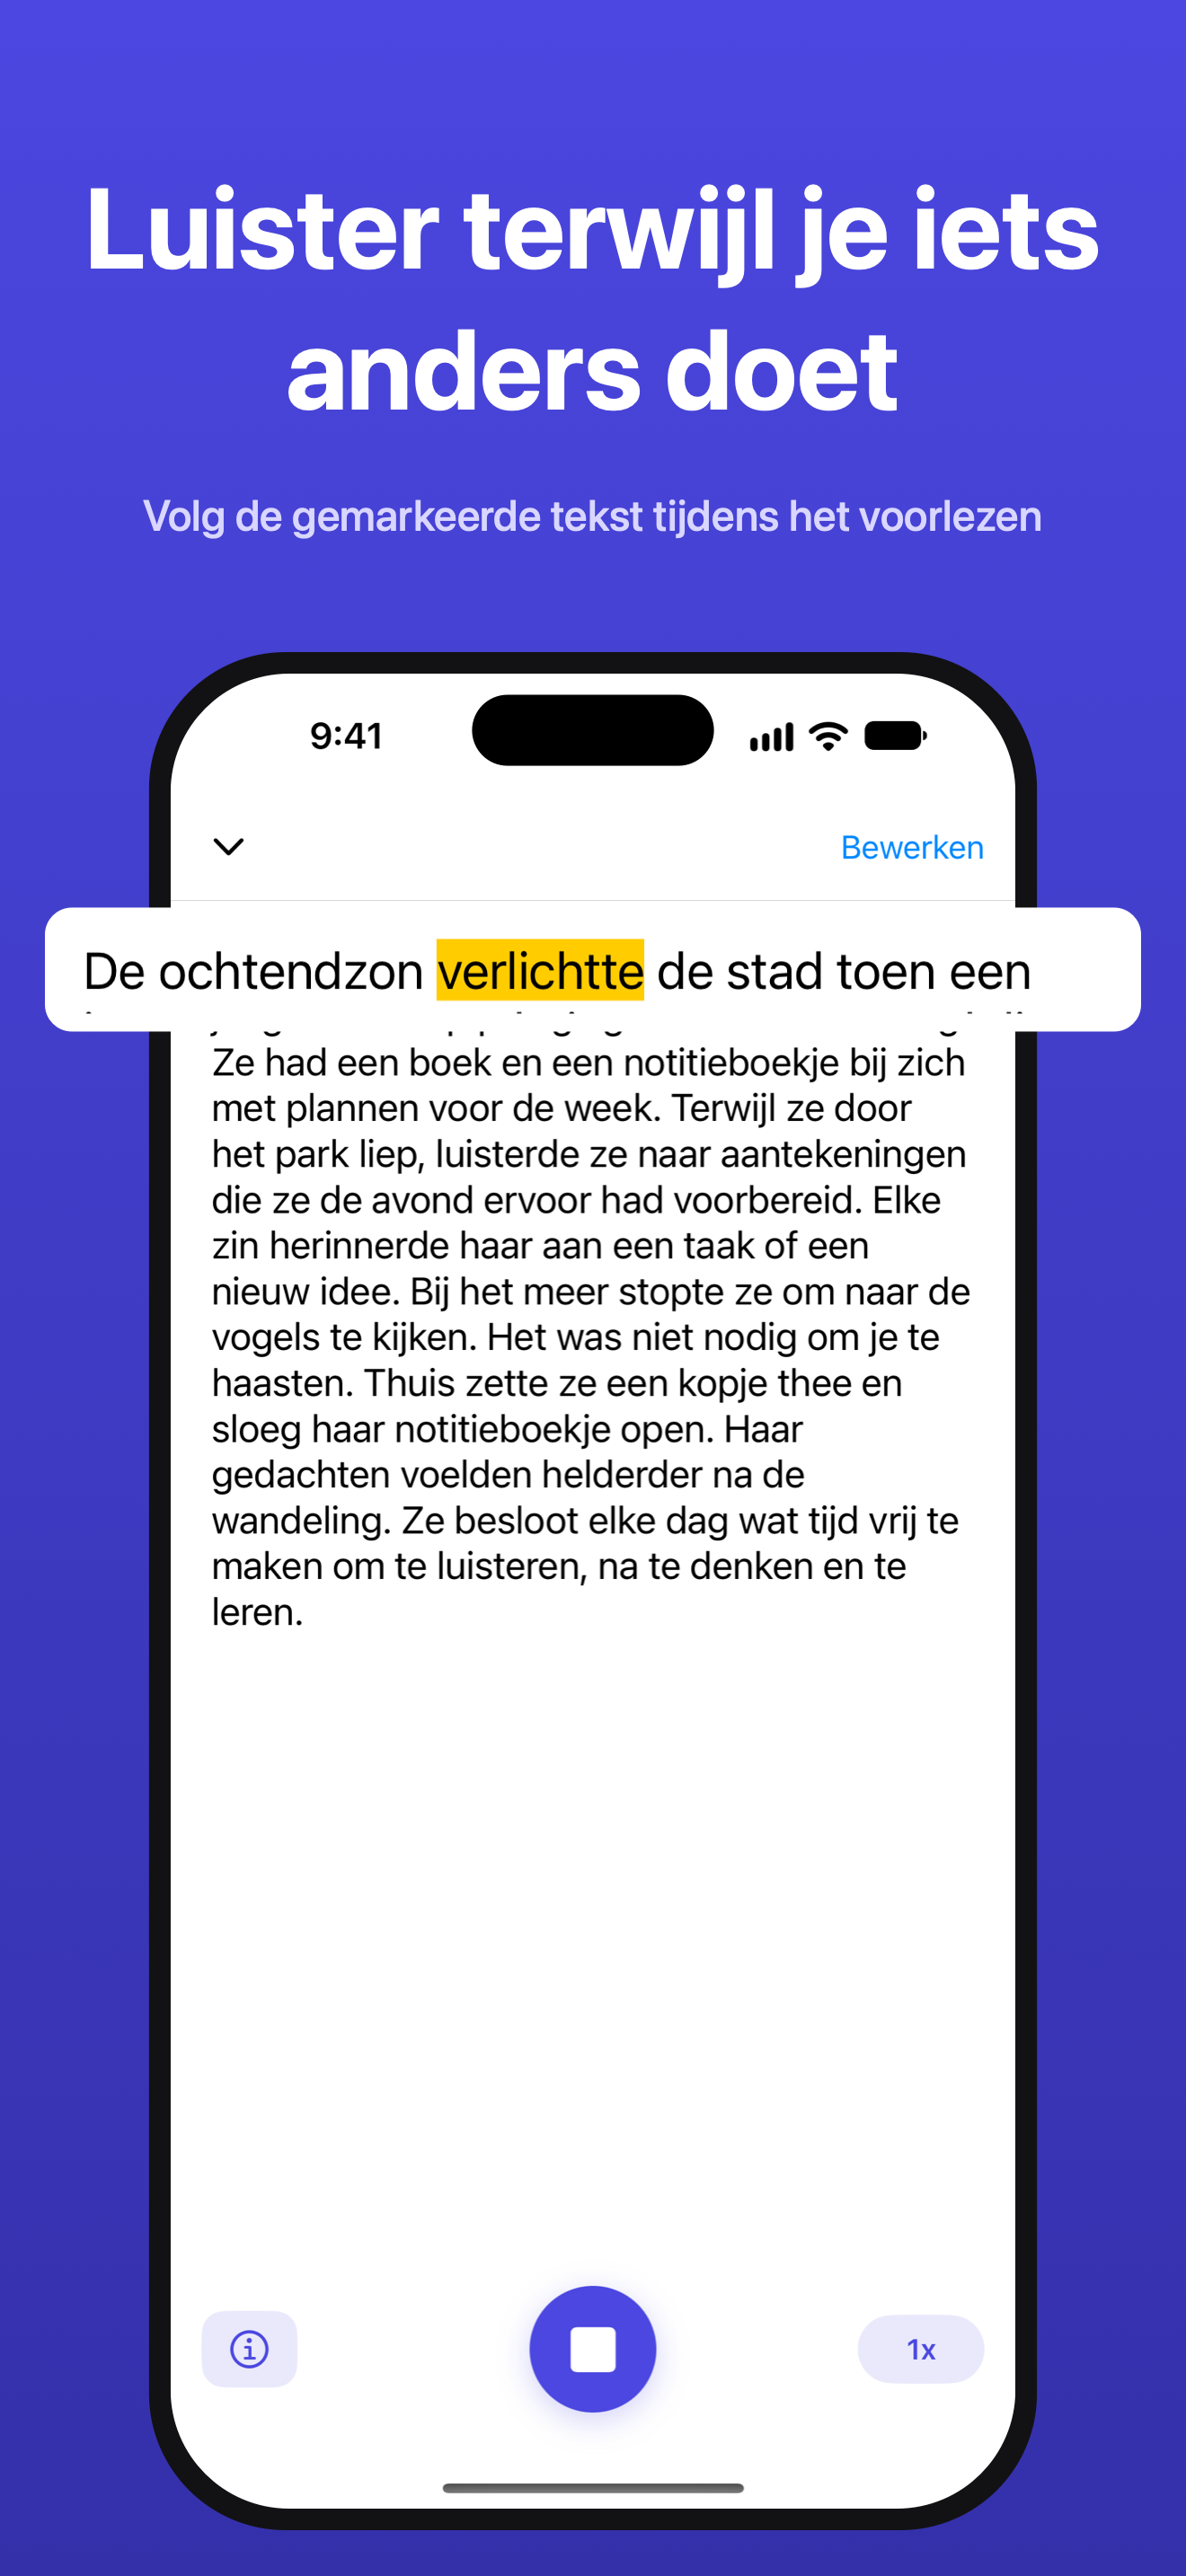 Luister terwijl je iets
anders doet
Volg de gemarkeerde tekst tijdens het voorlezen
9:41
Bewerken
De ochtendzon verlichtte de stad toen een
Ze had een boek en een notitieboekje bij zich
met plannen voor de week. Terwijl ze door
het park liep, luisterde ze naar aantekeningen
die ze de avond ervoor had voorbereid. Elke
zin herinnerde haar aan een taak of een
nieuw idee. Bij het meer stopte ze om naar de
vogels te kijken. Het was niet nodig om je te
haasten. Thuis zette ze een kopje thee en
sloeg haar notitieboekje open. Haar
gedachten voelden helderder na de
wandeling. Ze besloot elke dag wat tijd vrij te
maken om te luisteren, na te denken en te
leren.
1x